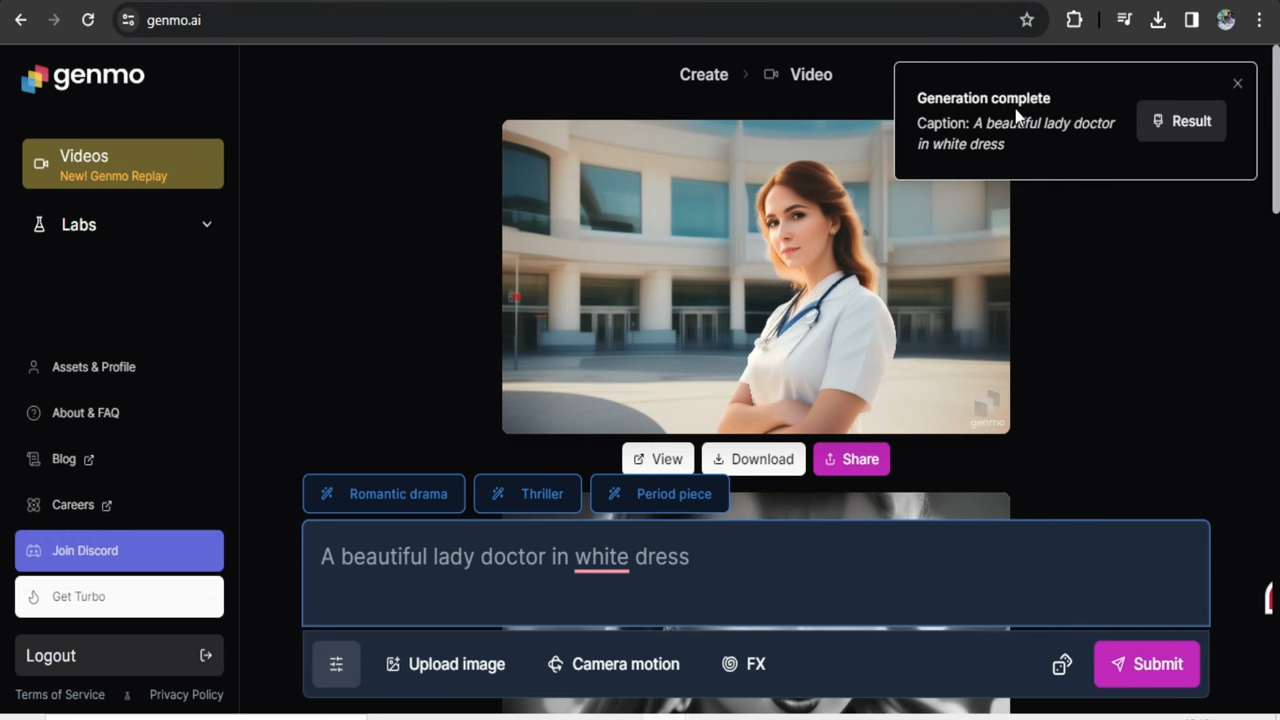 genmo.ai
genmo
Create > Video
Generation complete
Caption: A beautiful lady doctor
in white dress
Result
Videos
New! Genmo Replay
Labs
genmo
View
Download
Share
Assets & Profile
About & FAQ
Blog
Careers
Join Discord
Get Turbo
Logout
Terms of Service
Privacy Policy
Romantic drama
Thriller
Period piece
A beautiful lady doctor in white dress
Upload image
Camera motion
FX
Submit